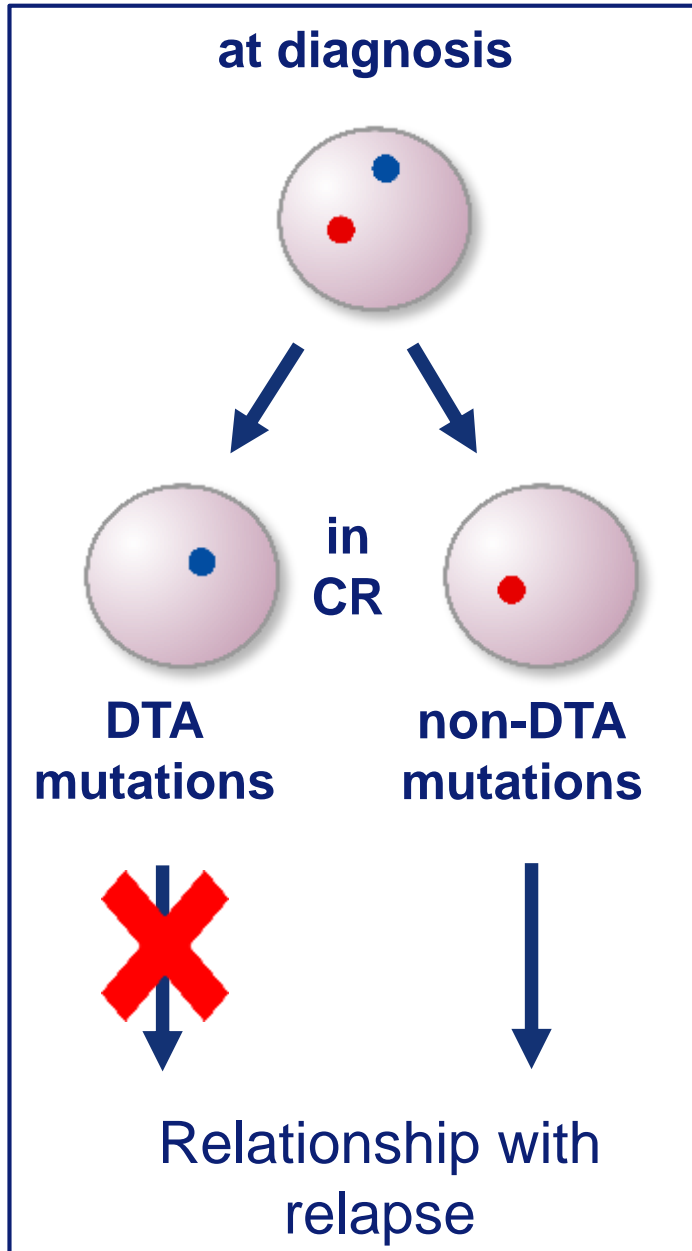 at diagnosis
in
CR
DTA
mutations
non-DTA
mutations
Relationship with
relapse